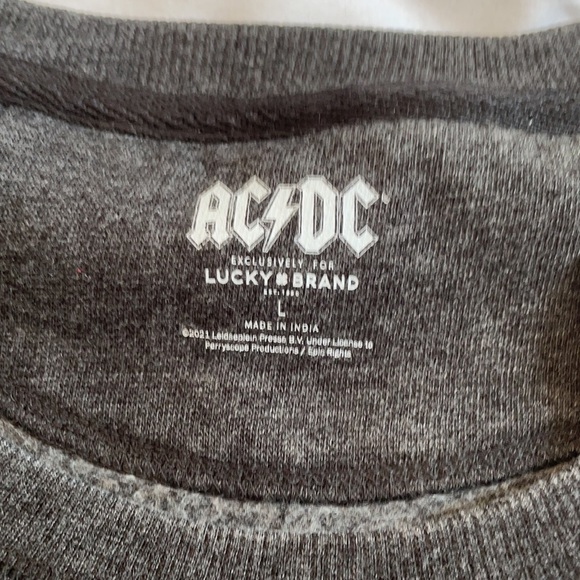 AC⚡DC
EXCLUSIVELY FOR
LUCKY BRAND
EST. 1990
L
MADE IN INDIA
©2021 Leidseplein Presse B.V. Under License to
Perryscope Productions / Epic Rights